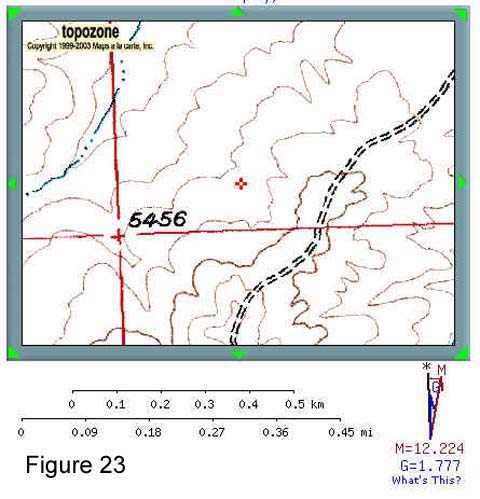 topozone
Copyright 1999-2003 Maps a la carte, Inc.
5456
0 0.1 0.2 0.3 0.4 0.5 km
0 0.09 0.18 0.27 0.36 0.45 mi
* M
G
M=12.224
G=1.777
What's This?
Figure 23